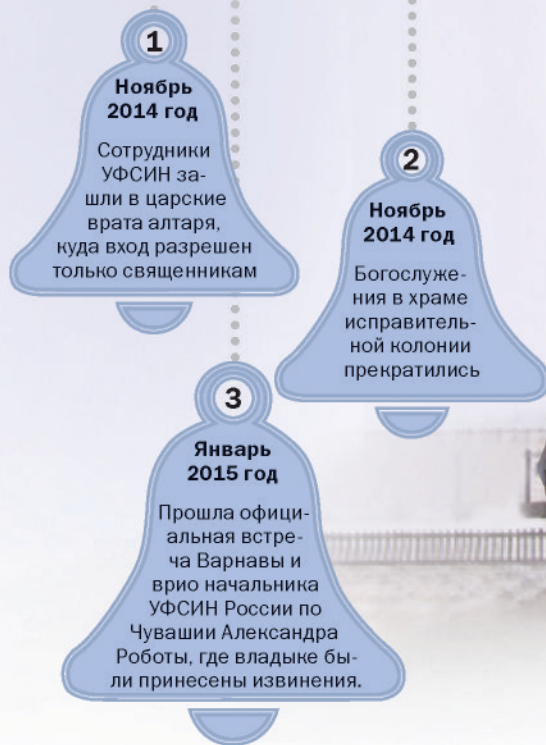 1
Ноябрь
2014 год
Сотрудники
УФСИН за-
шли в царские
врата алтаря,
куда вход разрешен
только священникам
2
Ноябрь
2014 год
Богослуже-
ния в храме
исправитель-
ной колонии
прекратились
3
Январь
2015 год
Прошла офици-
альная встре-
ча Варнавы и
врио начальника
УФСИН России по
Чувашии Александра
Роботы, где владыке бы-
ли принесены извинения.